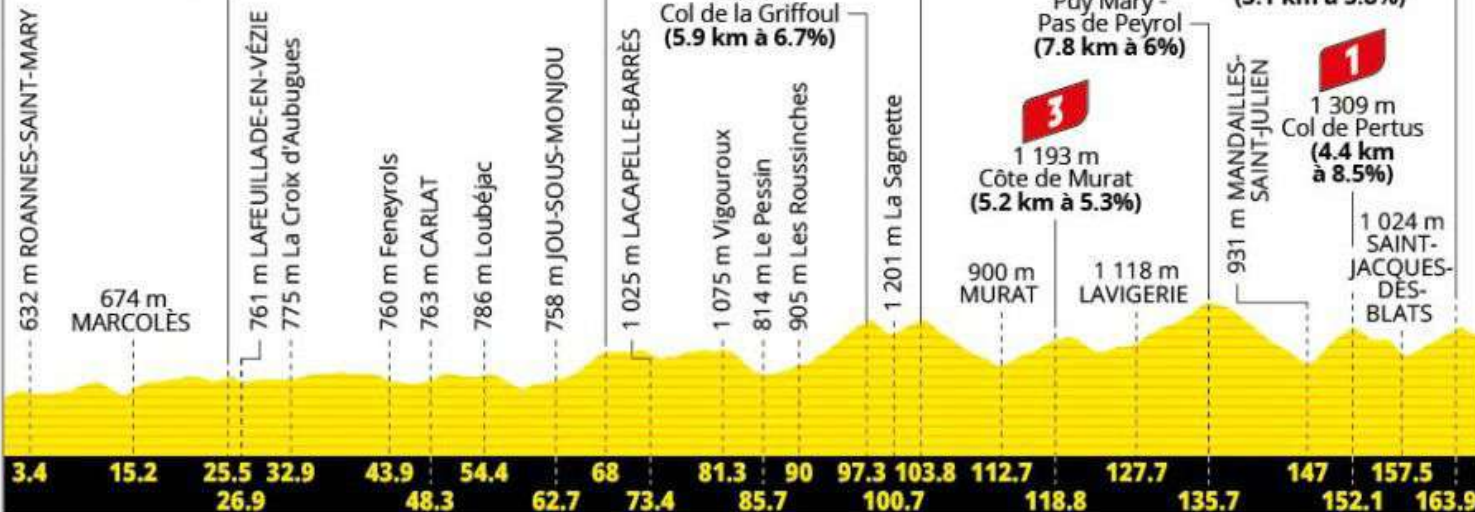 632 m ROANNES-SAINT-MARY
674 m
MARCOLÈS
761 m LAFEUILLADE-EN-VÉZIE
775 m La Croix d'Aubugues
760 m Feneyrols
763 m CARLAT
786 m Loubéjac
758 m JOU-SOUS-MONJOU
1 025 m LACAPELLE-BARRÈS
Col de la Griffoul
(5.9 km à 6.7%)
1 075 m Vigouroux
814 m Le Pessin
905 m Les Roussinches
1 201 m La Sagnette
900 m
MURAT
3
1 193 m
Côte de Murat
(5.2 km à 5.3%)
1 118 m
LAVIGERIE
Puy Mary -
Pas de Peyrol
(7.8 km à 6%)
931 m MANDAILLES-
SAINT-JULIEN
1
1 309 m
Col de Pertus
(4.4 km
à 8.5%)
1 024 m
SAINT-
JACQUES-
DES-
BLATS
3.4 15.2 25.5 32.9 43.9 54.4 68 81.3 90 97.3 103.8 112.7 127.7 147 157.5
26.9 48.3 62.7 73.4 85.7 100.7 118.8 135.7 152.1 163.9